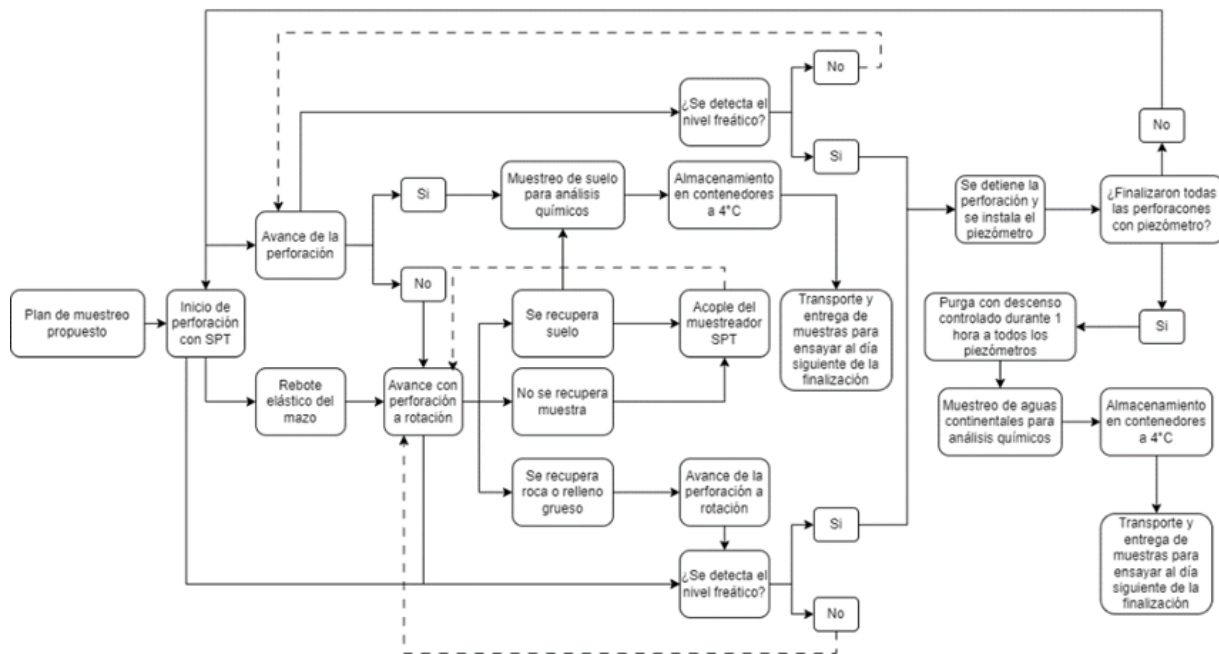 No
¿Se detecta el
nivel freático?
No
Si
Si
Muestreo de suelo
para análisis
químicos
Almacenamiento
en contenedores
a 4°C
Se detiene la
perforación y
se instala el
piezómetro
¿Finalizaron todas
las perforacones
con piezómetro?
Avance de la
perforación
No
Plan de muestreo
propuesto
Inicio de
perforación
con SPT
Se recupera
suelo
Acople del
muestreador
SPT
Transporte y
entrega de
muestras para
ensayar al día
siguiente de la
finalización
Purga con descenso
controlado durante 1
hora a todos los
piezómetros
Si
Rebote
elástico del
mazo
Avance con
perforación
a rotación
No se recupera
muestra
Muestreo de aguas
continentales para
análisis químicos
Almacenamiento
en contenedores
a 4°C
Se recupera
roca o relleno
grueso
Avance de la
perforación a
rotación
Si
¿Se detecta el
nivel freático?
No
Transporte y
entrega de
muestras para
ensayar al día
siguiente de la
finalización